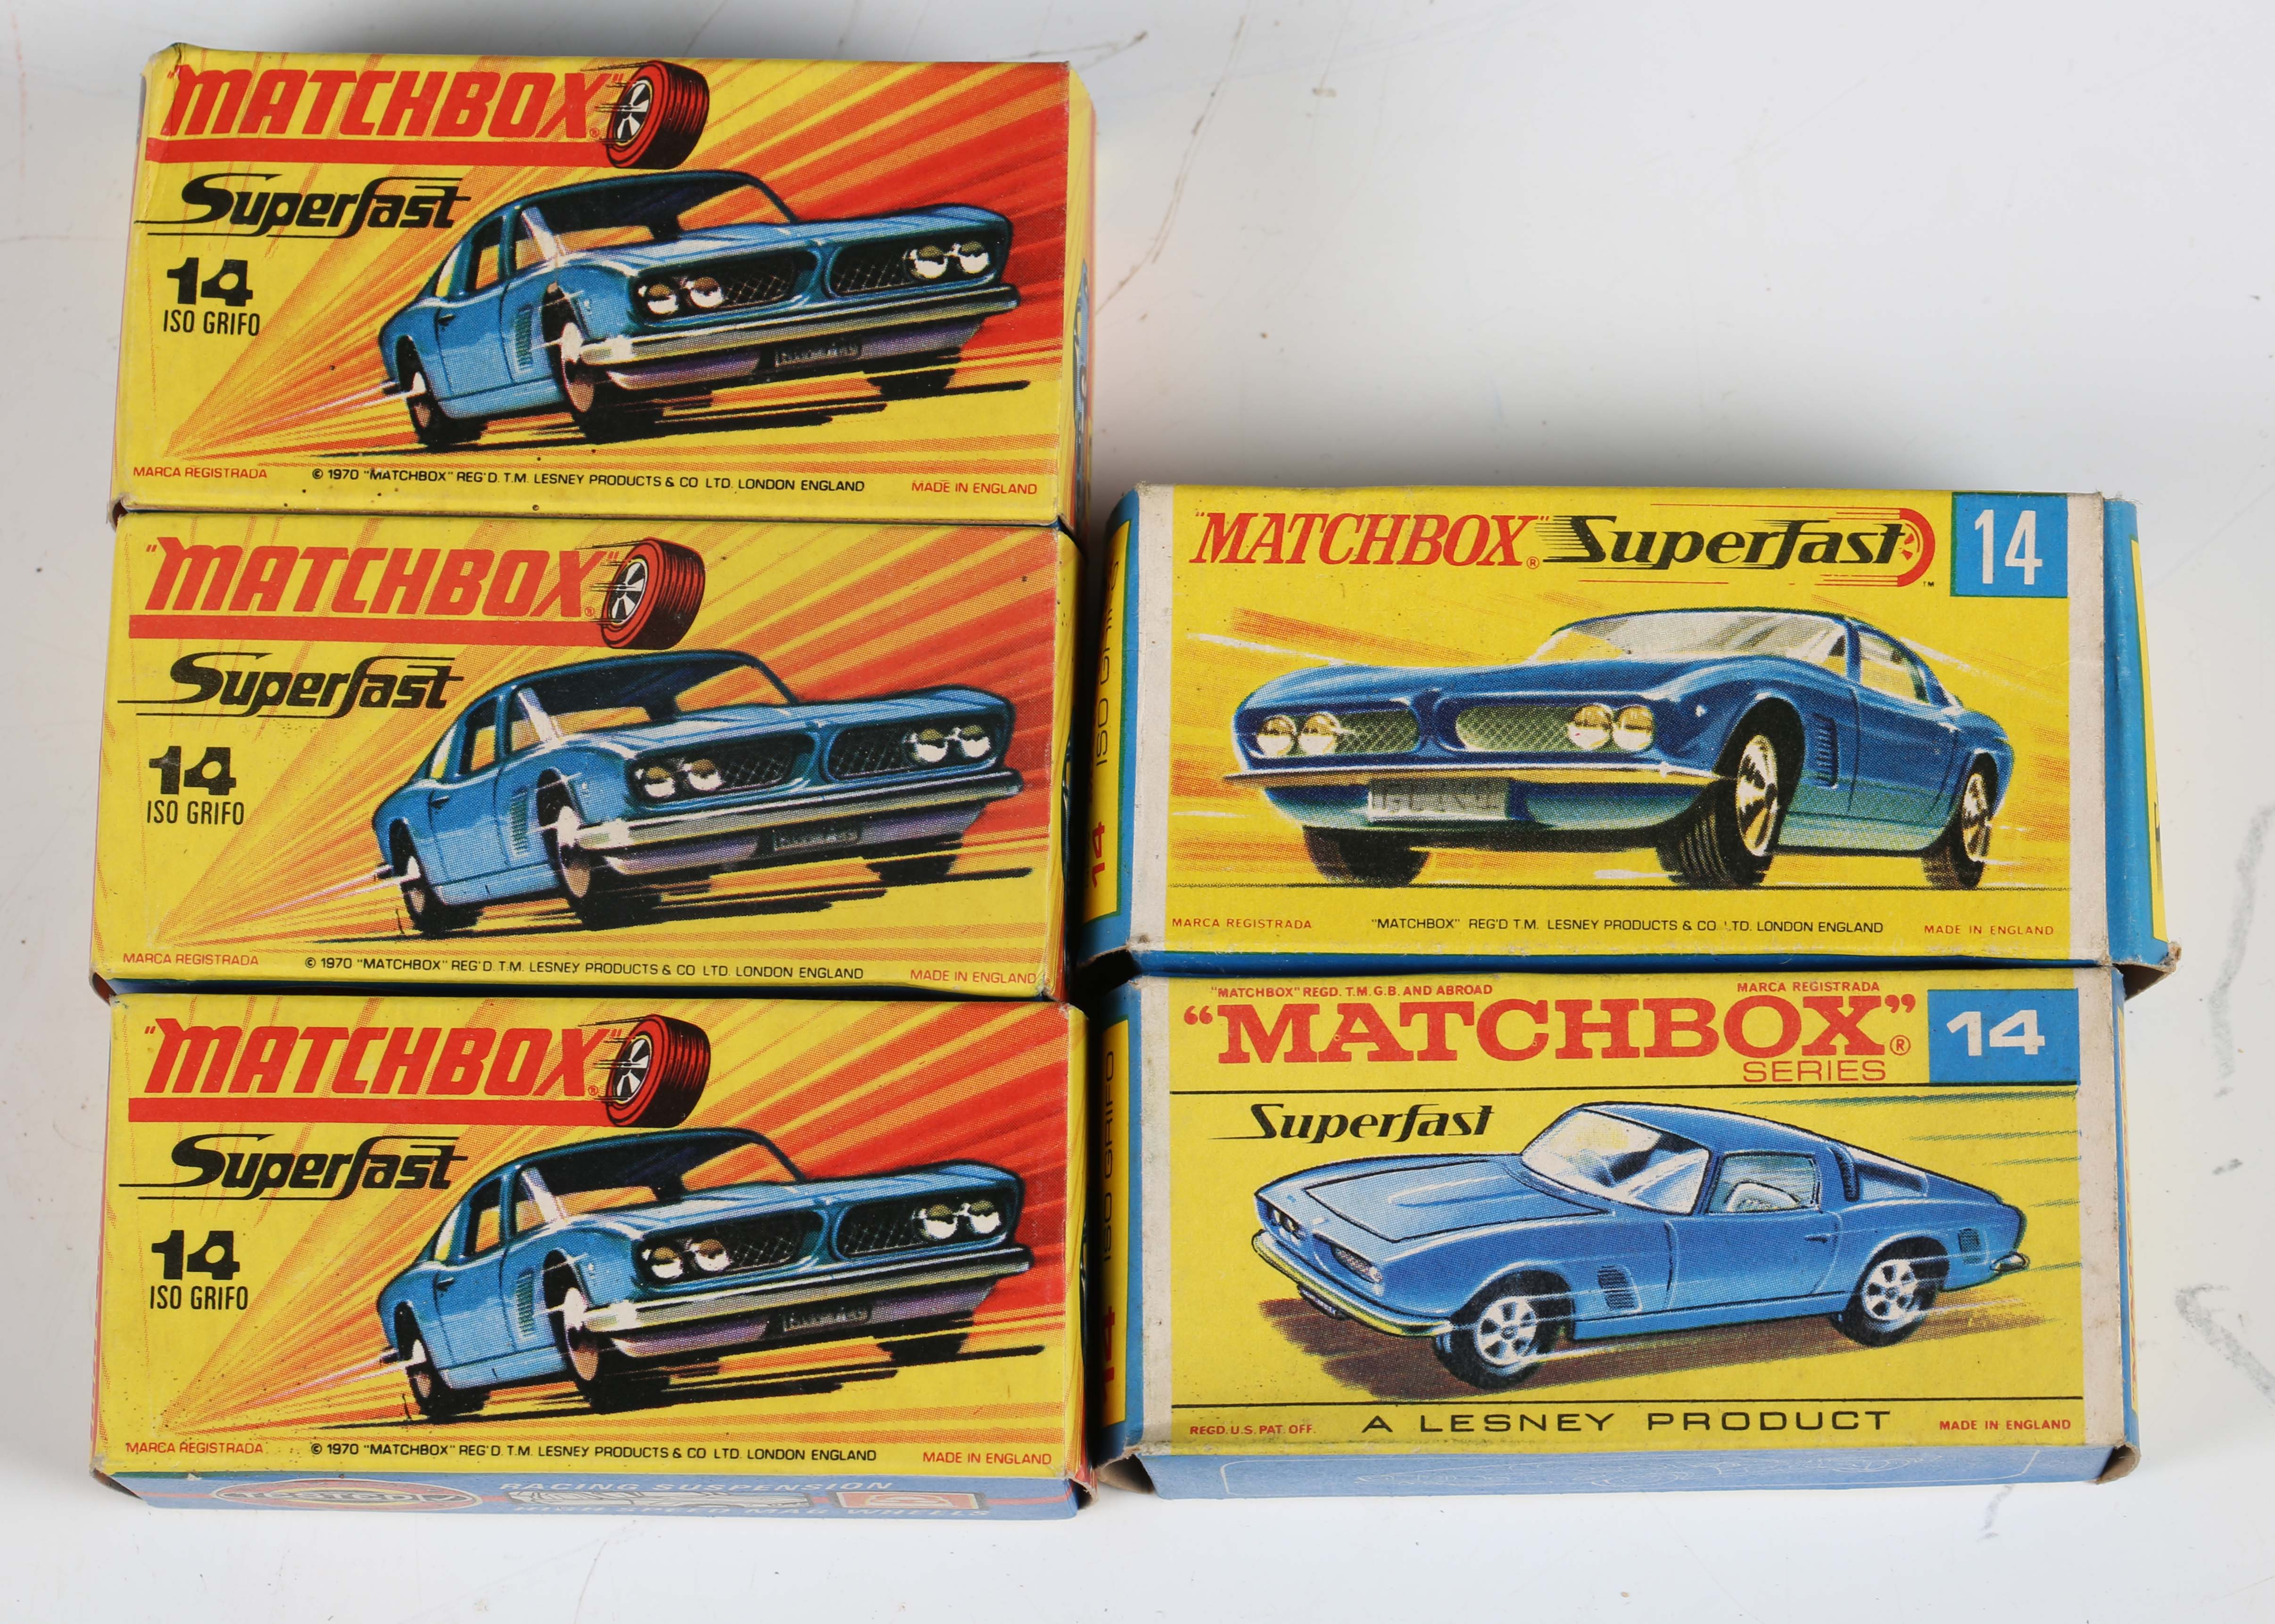 "MATCHBOX"®
Superfast
14
ISO GRIFO
MARCA REGISTRADA © 1970 "MATCHBOX" REG'D. T.M. LESNEY PRODUCTS & CO LTD. LONDON ENGLAND MADE IN ENGLAND
"MATCHBOX"®
Superfast
14
ISO GRIFO
MARCA REGISTRADA © 1970 "MATCHBOX" REG'D. T.M. LESNEY PRODUCTS & CO LTD. LONDON ENGLAND MADE IN ENGLAND
"MATCHBOX"®
Superfast
14
ISO GRIFO
MARCA REGISTRADA © 1970 "MATCHBOX" REG'D. T.M. LESNEY PRODUCTS & CO LTD. LONDON ENGLAND MADE IN ENGLAND
RACING SUSPENSION
"MATCHBOX"® Superfast™ 14
14 ISO GRIFO
MARCA REGISTRADA "MATCHBOX" REG'D T.M. LESNEY PRODUCTS & CO. LTD. LONDON ENGLAND MADE IN ENGLAND
"MATCHBOX" REGD. T.M. G.B. AND ABROAD MARCA REGISTRADA
"MATCHBOX"® 14
SERIES
Superfast
14 ISO GRIFO
REGD. U.S. PAT. OFF. A LESNEY PRODUCT MADE IN ENGLAND